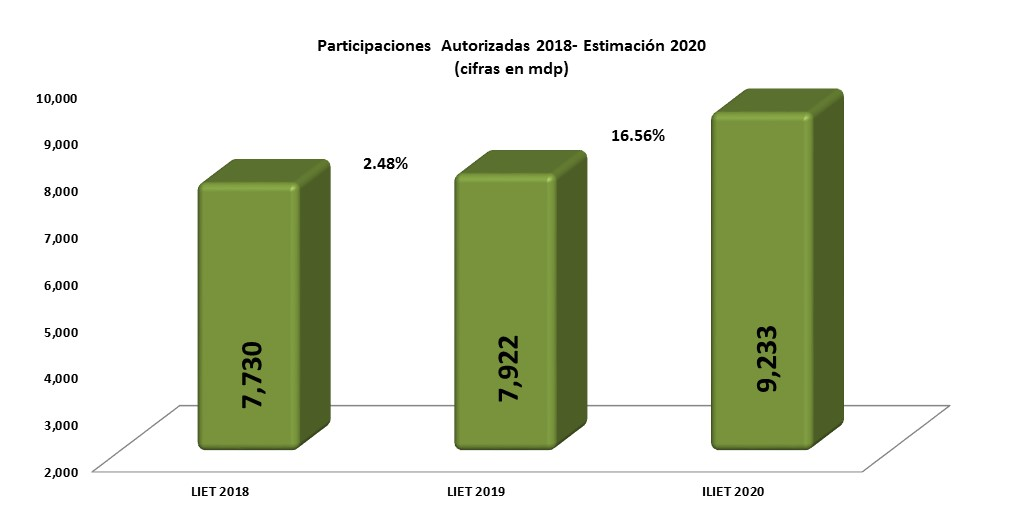 Participaciones Autorizadas 2018- Estimación 2020
(cifras en mdp)
10,000
9,000
8,000
7,000
6,000
5,000
4,000
3,000
2,000
2.48%
16.56%
7,730
7,922
9,233
LIET 2018
LIET 2019
ILIET 2020